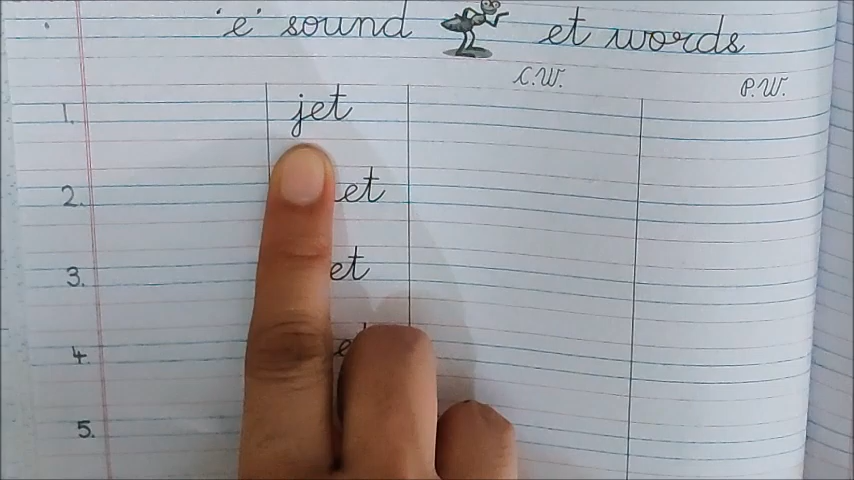 'e' sound et words
C.W. P.W.
1. jet
2. et
3. et
4.
5.